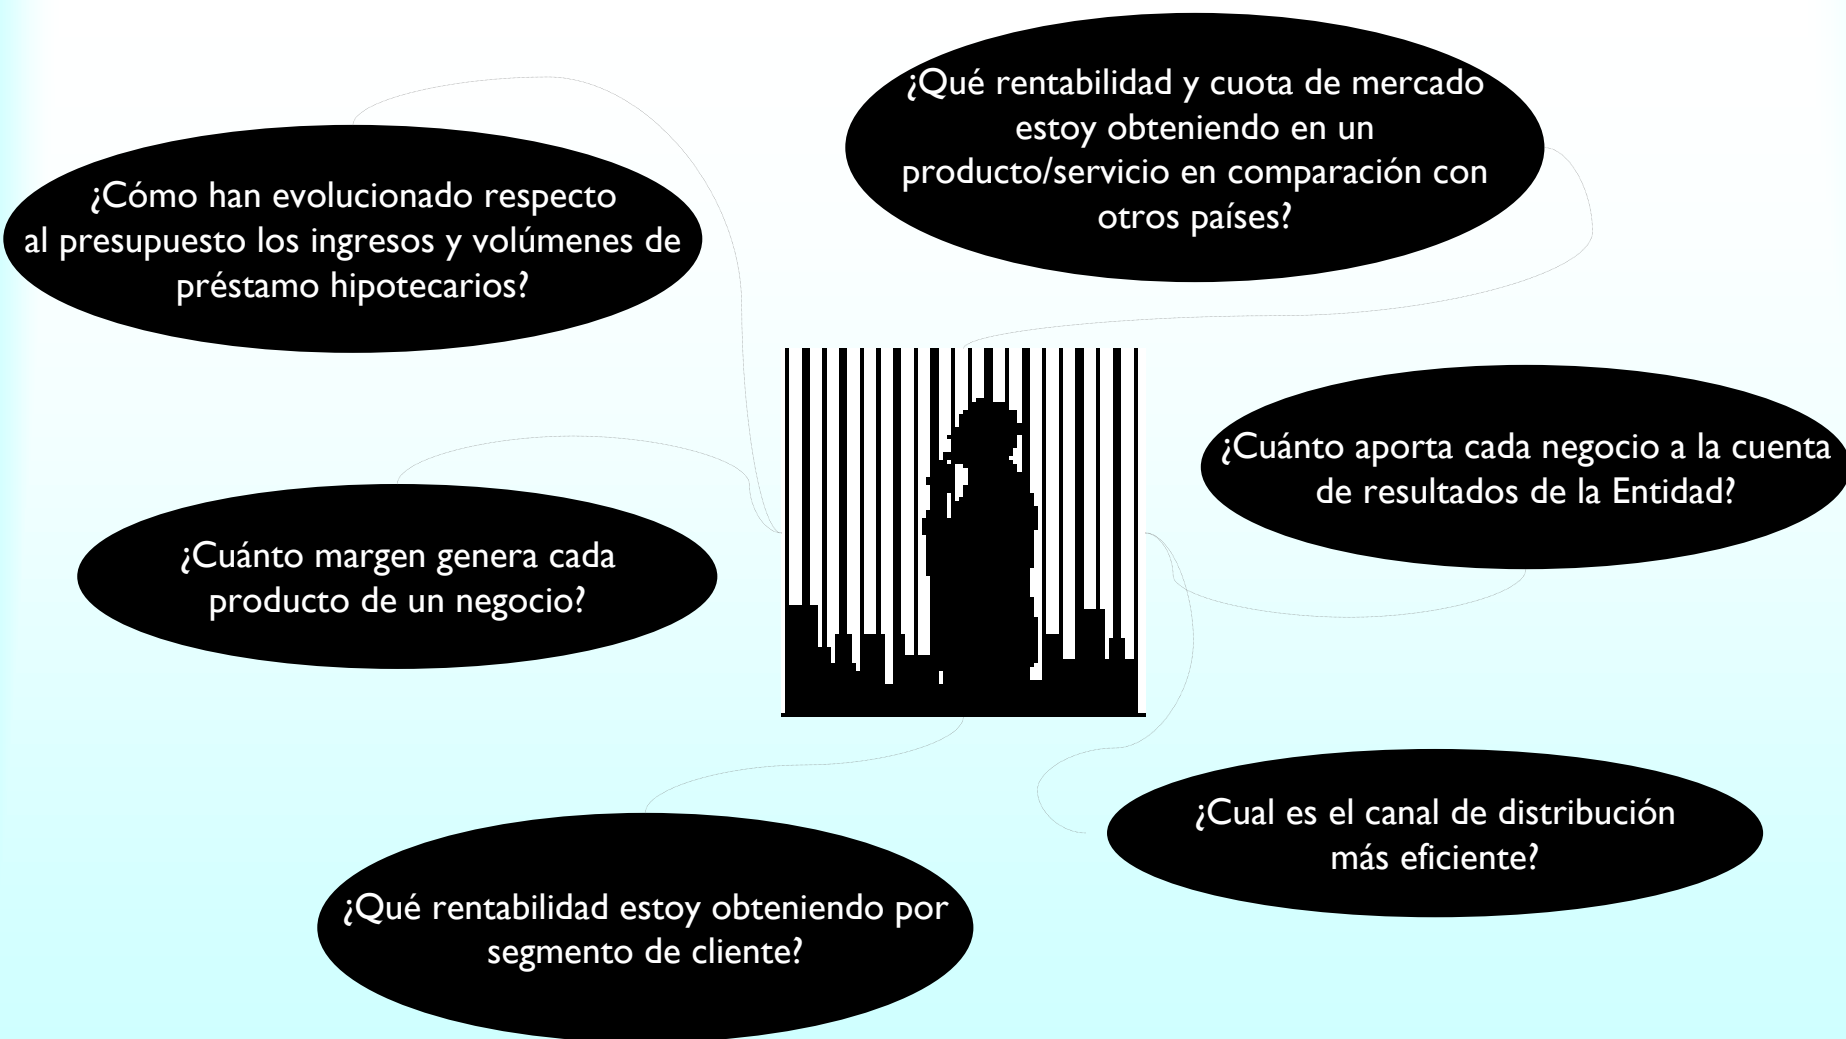 ¿Qué rentabilidad y cuota de mercado
estoy obteniendo en un
producto/servicio en comparación con
otros países?
¿Cómo han evolucionado respecto
al presupuesto los ingresos y volúmenes de
préstamo hipotecarios?
¿Cuánto aporta cada negocio a la cuenta
de resultados de la Entidad?
¿Cuánto margen genera cada
producto de un negocio?
¿Cual es el canal de distribución
más eficiente?
¿Qué rentabilidad estoy obteniendo por
segmento de cliente?